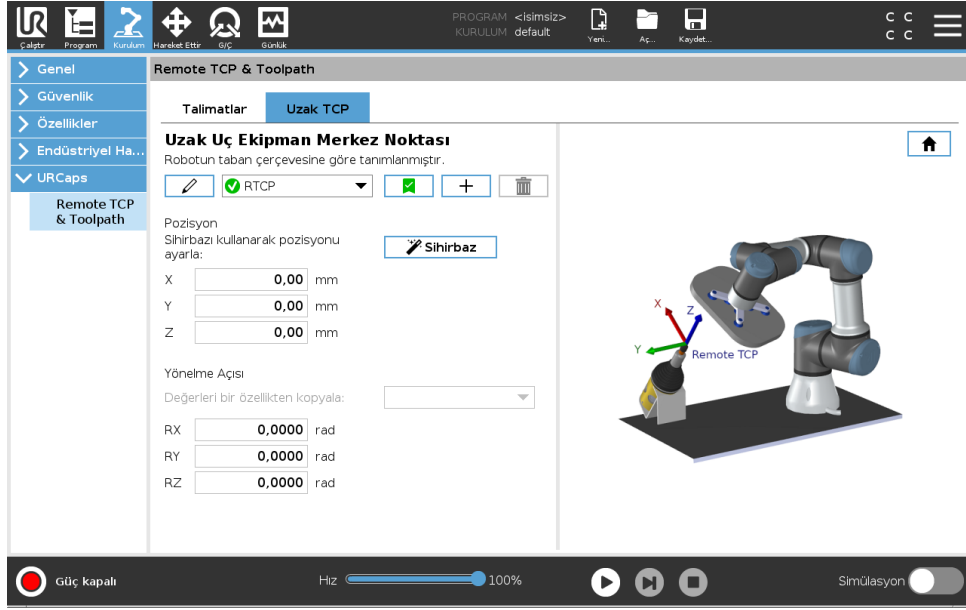 PROGRAM <isimsiz>
KURULUM default
C C
C C
Çalıştır Program Kurulum Hareket Ettir G/Ç Günlük Yeni... Aç... Kaydet...
Genel
Güvenlik
Özellikler
Endüstriyel Ha...
URCaps
Remote TCP
& Toolpath
Remote TCP & Toolpath
Talimatlar Uzak TCP
Uzak Uç Ekipman Merkez Noktası
Robotun taban çerçevesine göre tanımlanmıştır.
RTCP
Pozisyon
Sihirbazı kullanarak pozisyonu
ayarla:
Sihirbaz
X 0,00 mm
Y 0,00 mm
Z 0,00 mm
Yönelme Açısı
Değerleri bir özellikten kopyala:
RX 0,0000 rad
RY 0,0000 rad
RZ 0,0000 rad
X
Z
Y
Remote TCP
Güç kapalı
Hız 100%
Simülasyon